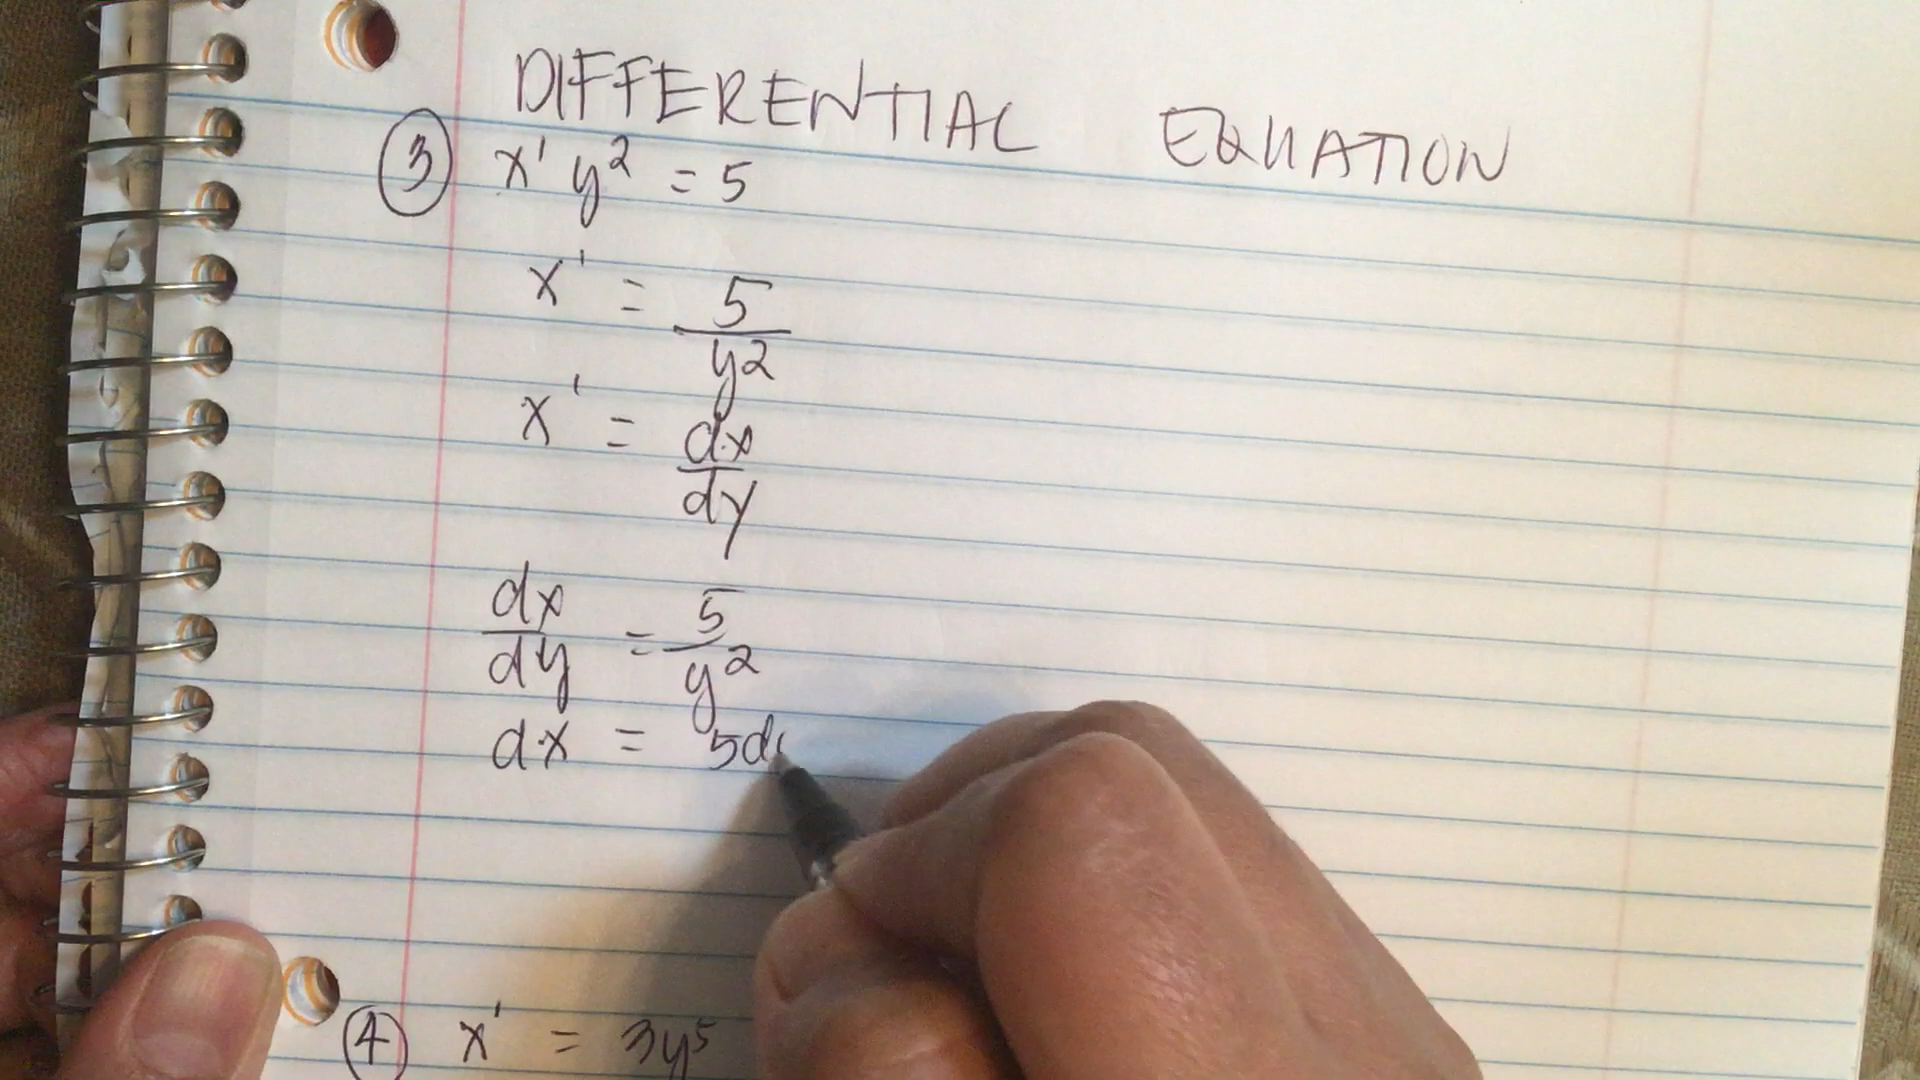 DIFFERENTIAL EQUATION
③ x' y² = 5
x' = 5/y²
x' = dx/dy
dx/dy = 5/y²
dx = 5d
④ x' = 3y⁵